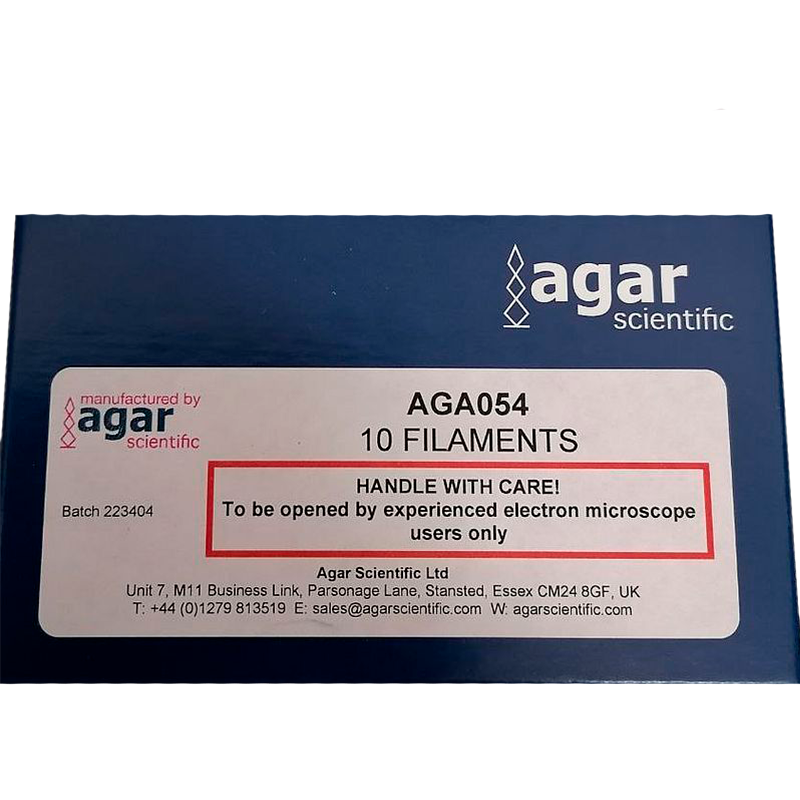 agar
scientific
manufactured by
agar
scientific
AGA054
10 FILAMENTS
HANDLE WITH CARE!
To be opened by experienced electron microscope
users only
Batch 223404
Agar Scientific Ltd
Unit 7, M11 Business Link, Parsonage Lane, Stansted, Essex CM24 8GF, UK
T: +44 (0)1279 813519 E: sales@agarscientific.com W: agarscientific.com